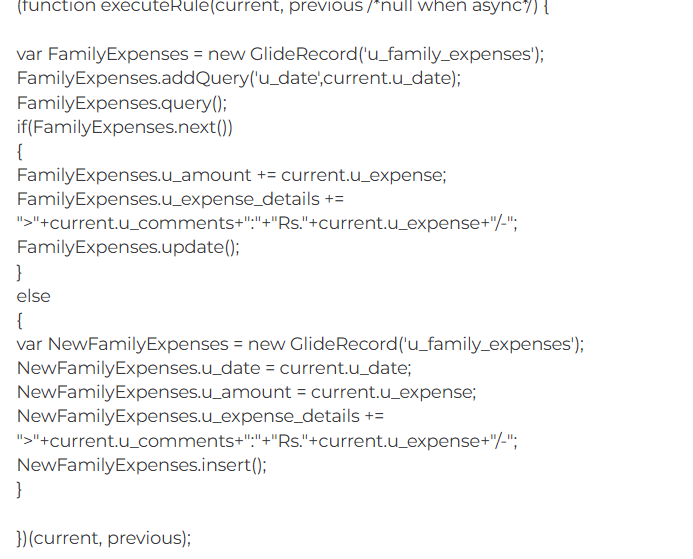 (function executeRule(current, previous /*null when async*/) {
var FamilyExpenses = new GlideRecord('u_family_expenses');
FamilyExpenses.addQuery('u_date',current.u_date);
FamilyExpenses.query();
if(FamilyExpenses.next())
{
FamilyExpenses.u_amount += current.u_expense;
FamilyExpenses.u_expense_details +=
">"+current.u_comments+":"+"Rs."+current.u_expense+"/-";
FamilyExpenses.update();
}
else
{
var NewFamilyExpenses = new GlideRecord('u_family_expenses');
NewFamilyExpenses.u_date = current.u_date;
NewFamilyExpenses.u_amount = current.u_expense;
NewFamilyExpenses.u_expense_details +=
">"+current.u_comments+":"+"Rs."+current.u_expense+"/-";
NewFamilyExpenses.insert();
}
})(current, previous);